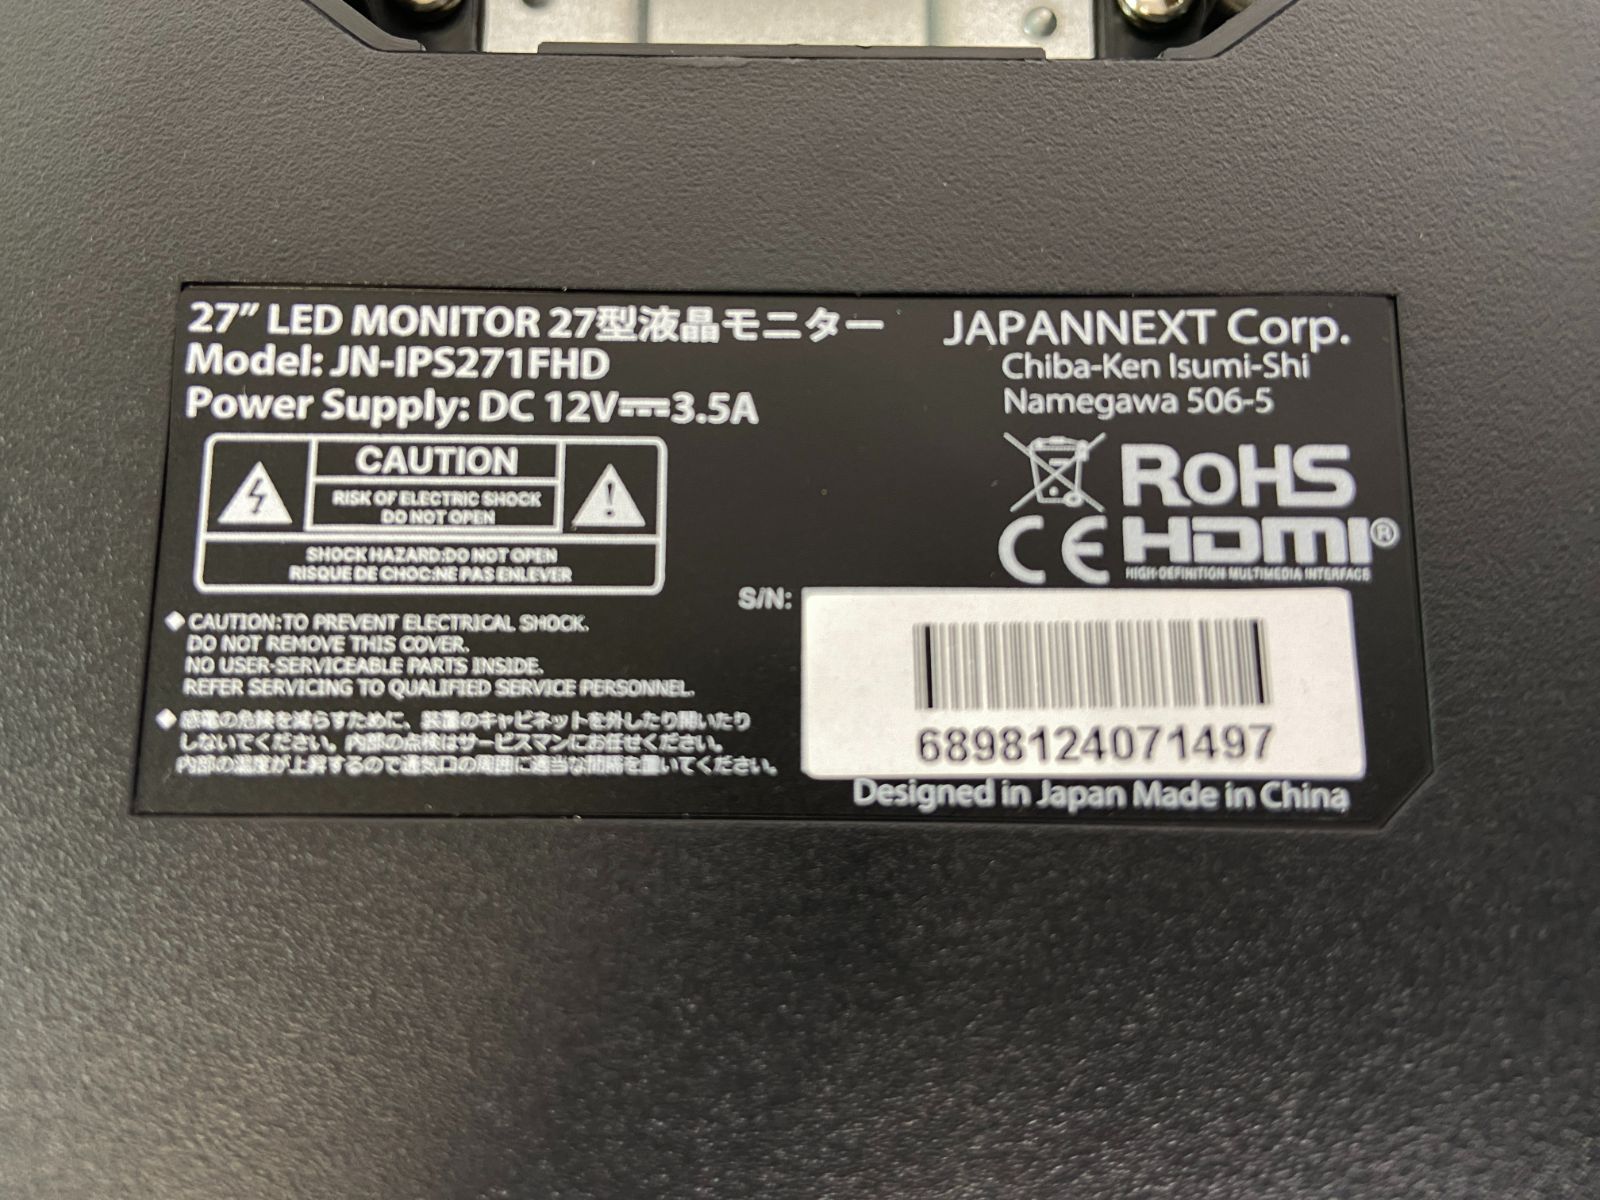 27” LED MONITOR 27型液晶モニター
Model: JN-IPS271FHD
Power Supply: DC 12V⎓3.5A
JAPANNEXT Corp.
Chiba-Ken Isumi-Shi
Namegawa 506-5
CAUTION
RISK OF ELECTRIC SHOCK
DO NOT OPEN
SHOCK HAZARD:DO NOT OPEN
RISQUE DE CHOC:NE PAS ENLEVER
RoHS
CE
HDMI®
HIGH-DEFINITION MULTIMEDIA INTERFACE
◆CAUTION:TO PREVENT ELECTRICAL SHOCK.
DO NOT REMOVE THIS COVER.
NO USER-SERVICEABLE PARTS INSIDE.
REFER SERVICING TO QUALIFIED SERVICE PERSONNEL.
◆感電の危険を減らすために、装置のキャビネットを外したり開いたり
しないでください。内部の点検はサービスマンにお任せください。
内部の温度が上昇するので通気口の周囲に適当な間隔を置いてください。
S/N:
6898124071497
Designed in Japan Made in China